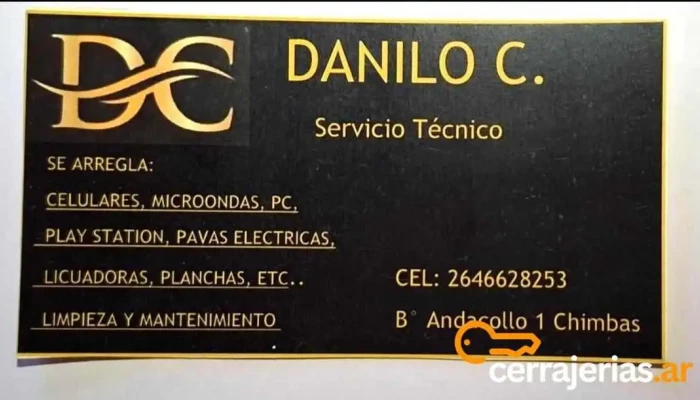 DC
DANILO C.
Servicio Técnico
SE ARREGLA:
CELULARES, MICROONDAS, PC,
PLAY STATION, PAVAS ELECTRICAS,
LICUADORAS, PLANCHAS, ETC..
LIMPIEZA Y MANTENIMIENTO
CEL: 2646628253
B° Andacollo 1 Chimbas
cerrajerias.ar